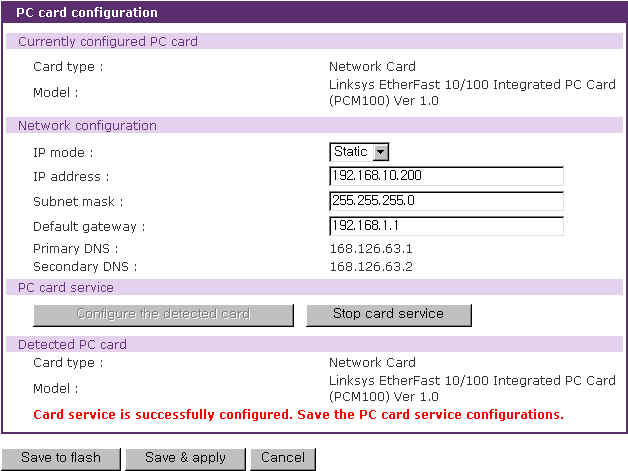 PC card configuration
Currently configured PC card
Card type : Network Card
Model : Linksys EtherFast 10/100 Integrated PC Card
(PCM100) Ver 1.0
Network configuration
IP mode : Static
IP address : 192.168.10.200
Subnet mask : 255.255.255.0
Default gateway : 192.168.1.1
Primary DNS : 168.126.63.1
Secondary DNS : 168.126.63.2
PC card service
Configure the detected card Stop card service
Detected PC card
Card type : Network Card
Model : Linksys EtherFast 10/100 Integrated PC Card
(PCM100) Ver 1.0
Card service is successfully configured. Save the PC card service configurations.
Save to flash Save & apply Cancel